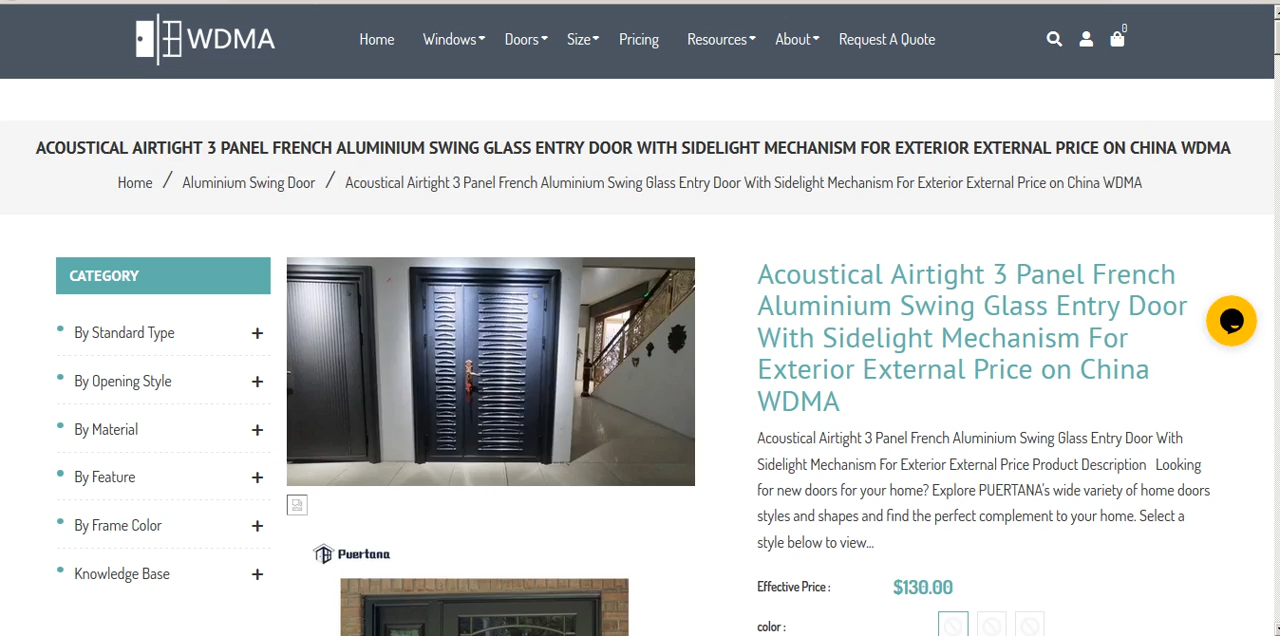 WDMA
Home Windows Doors Size Pricing Resources About Request A Quote
0
ACOUSTICAL AIRTIGHT 3 PANEL FRENCH ALUMINIUM SWING GLASS ENTRY DOOR WITH SIDELIGHT MECHANISM FOR EXTERIOR EXTERNAL PRICE ON CHINA WDMA
Home / Aluminium Swing Door / Acoustical Airtight 3 Panel French Aluminium Swing Glass Entry Door With Sidelight Mechanism For Exterior External Price on China WDMA
CATEGORY
By Standard Type +
By Opening Style +
By Material +
By Feature +
By Frame Color +
Knowledge Base +
Puertana
Acoustical Airtight 3 Panel French
Aluminium Swing Glass Entry Door
With Sidelight Mechanism For
Exterior External Price on China
WDMA
Acoustical Airtight 3 Panel French Aluminium Swing Glass Entry Door With
Sidelight Mechanism For Exterior External Price Product Description Looking
for new doors for your home? Explore PUERTANA's wide variety of home doors
styles and shapes and find the perfect complement to your home. Select a
style below to view...
Effective Price : $130.00
color :